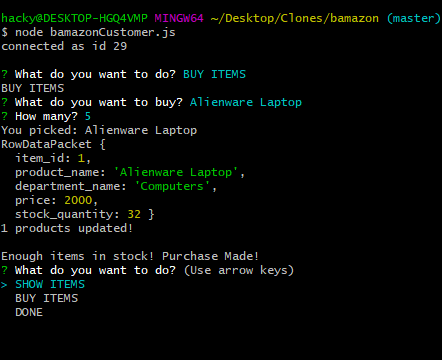 hacky@DESKTOP-HGQ4VMP MINGW64 ~/Desktop/Clones/bamazon (master)
$ node bamazonCustomer.js
connected as id 29
? What do you want to do? BUY ITEMS
BUY ITEMS
? What do you want to buy? Alienware Laptop
? How many? 5
You picked: Alienware Laptop
RowDataPacket {
  item_id: 1,
  product_name: 'Alienware Laptop',
  department_name: 'Computers',
  price: 2000,
  stock_quantity: 32 }
1 products updated!
Enough items in stock! Purchase Made!
? What do you want to do? (Use arrow keys)
> SHOW ITEMS
  BUY ITEMS
  DONE